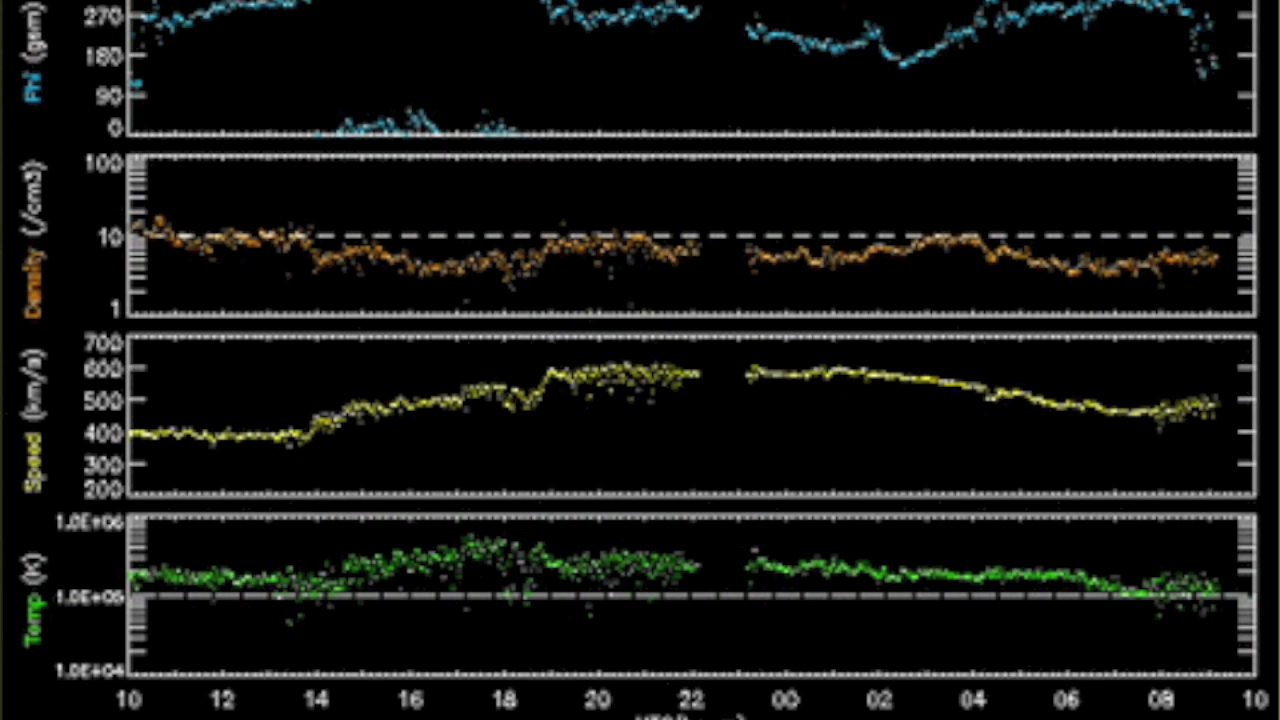 Phi (gsm)
270
180
90
0
Density (/cm3)
100
10
1
Speed (km/s)
700
600
500
400
300
200
Temp (K)
1.0E+06
1.0E+05
1.0E+04
10 12 14 16 18 20 22 00 02 04 06 08 10